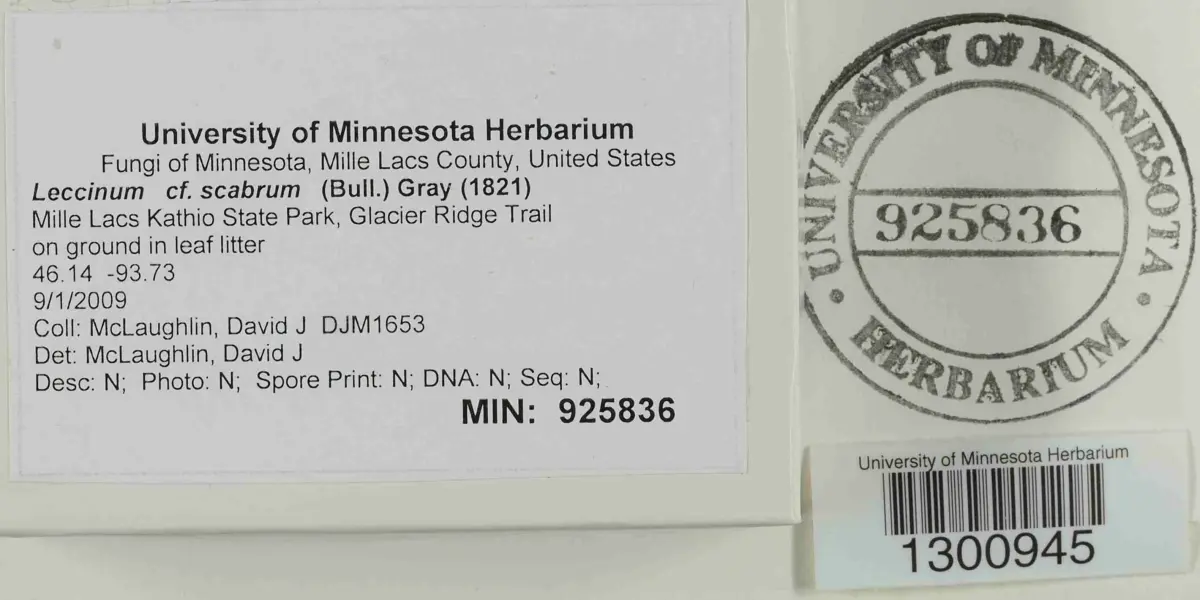 University of Minnesota Herbarium
Fungi of Minnesota, Mille Lacs County, United States
Leccinum cf. scabrum (Bull.) Gray (1821)
Mille Lacs Kathio State Park, Glacier Ridge Trail
on ground in leaf litter
46.14 -93.73
9/1/2009
Coll: McLaughlin, David J DJM1653
Det: McLaughlin, David J
Desc: N; Photo: N; Spore Print: N; DNA: N; Seq: N;
MIN: 925836
UNIVERSITY OF MINNESOTA
925836
• HERBARIUM •
University of Minnesota Herbarium
1300945